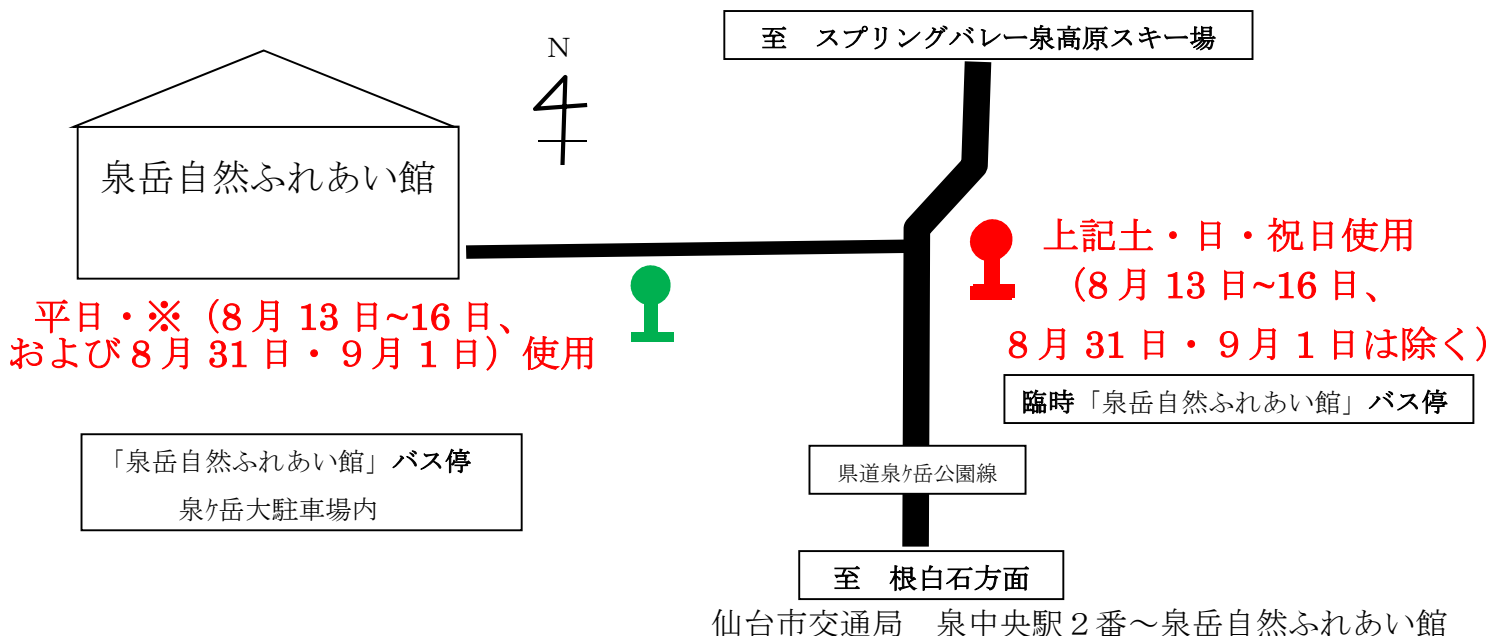 至　スプリングバレー泉高原スキー場
N
泉岳自然ふれあい館
上記土・日・祝日使用
（8月13日~16日、
8月31日・9月1日は除く）
平日・※（8月13日~16日、
および8月31日・9月1日）使用
臨時「泉岳自然ふれあい館」バス停
「泉岳自然ふれあい館」バス停
泉ｹ岳大駐車場内
県道泉ｹ岳公園線
至　根白石方面
仙台市交通局　泉中央駅２番～泉岳自然ふれあい館